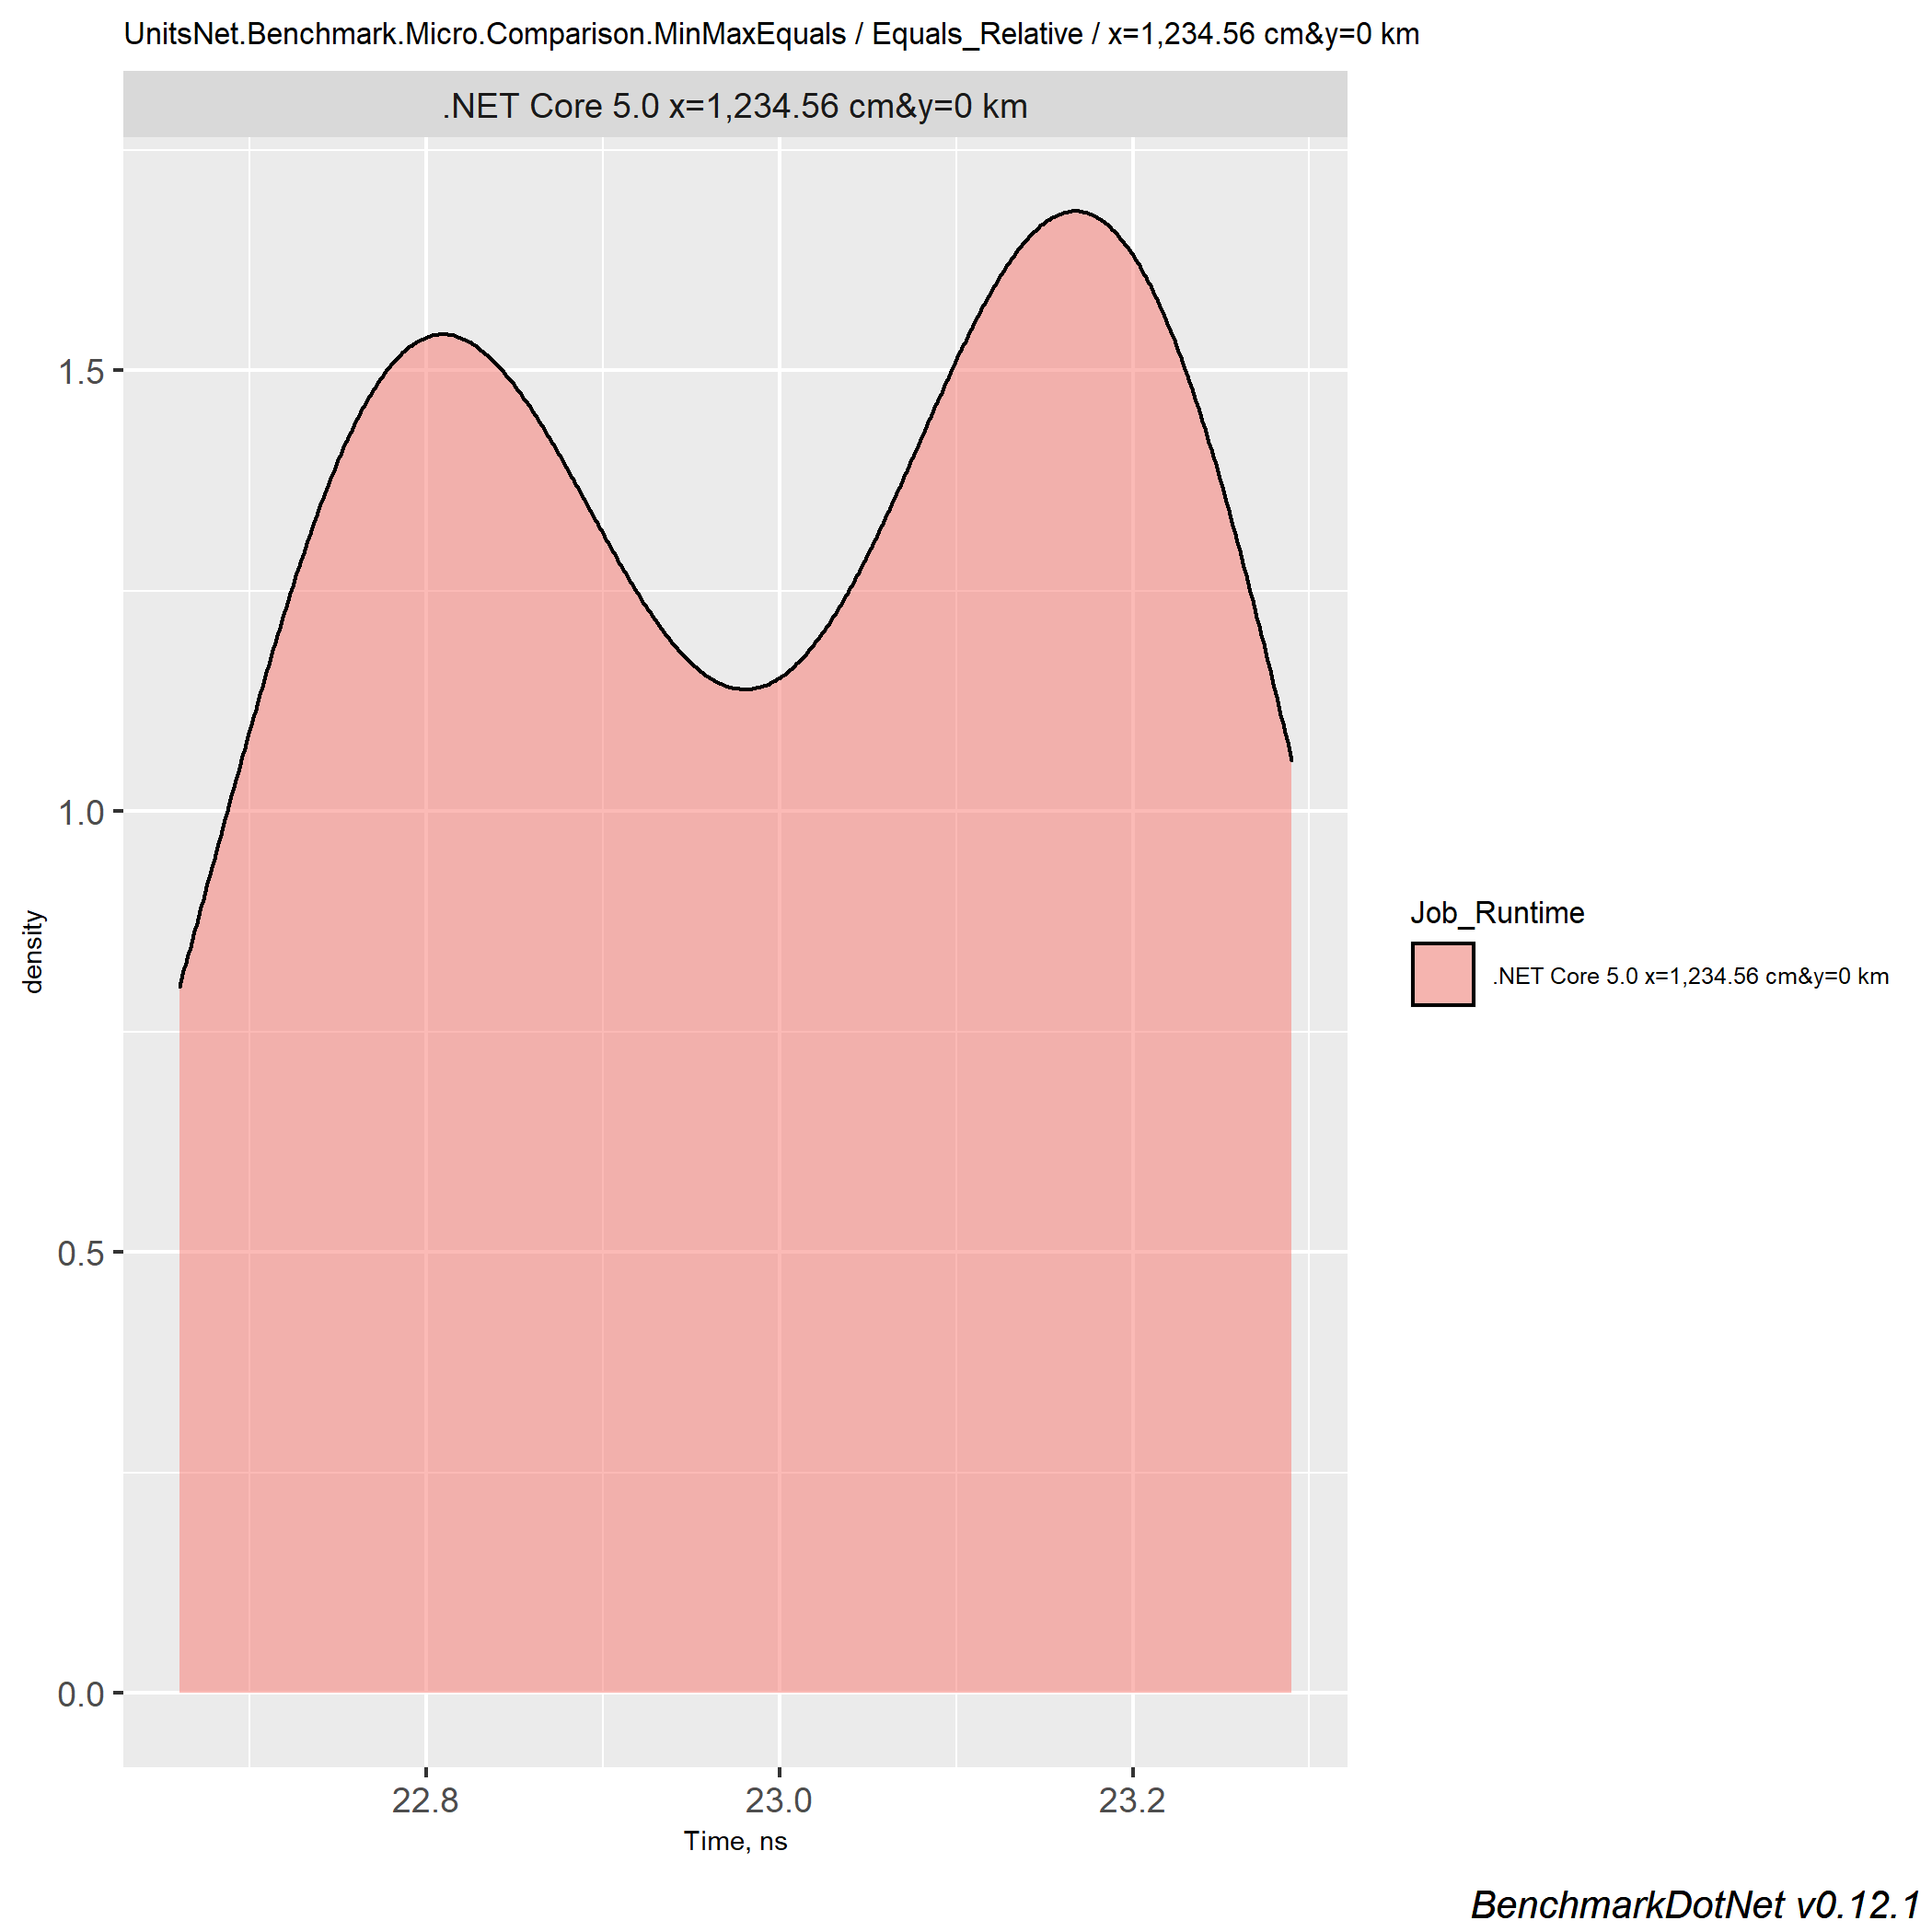 UnitsNet.Benchmark.Micro.Comparison.MinMaxEquals / Equals_Relative / x=1,234.56 cm&y=0 km
.NET Core 5.0 x=1,234.56 cm&y=0 km
1.5
1.0
0.5
0.0
density
22.8 23.0 23.2
Time, ns
Job_Runtime
.NET Core 5.0 x=1,234.56 cm&y=0 km
BenchmarkDotNet v0.12.1